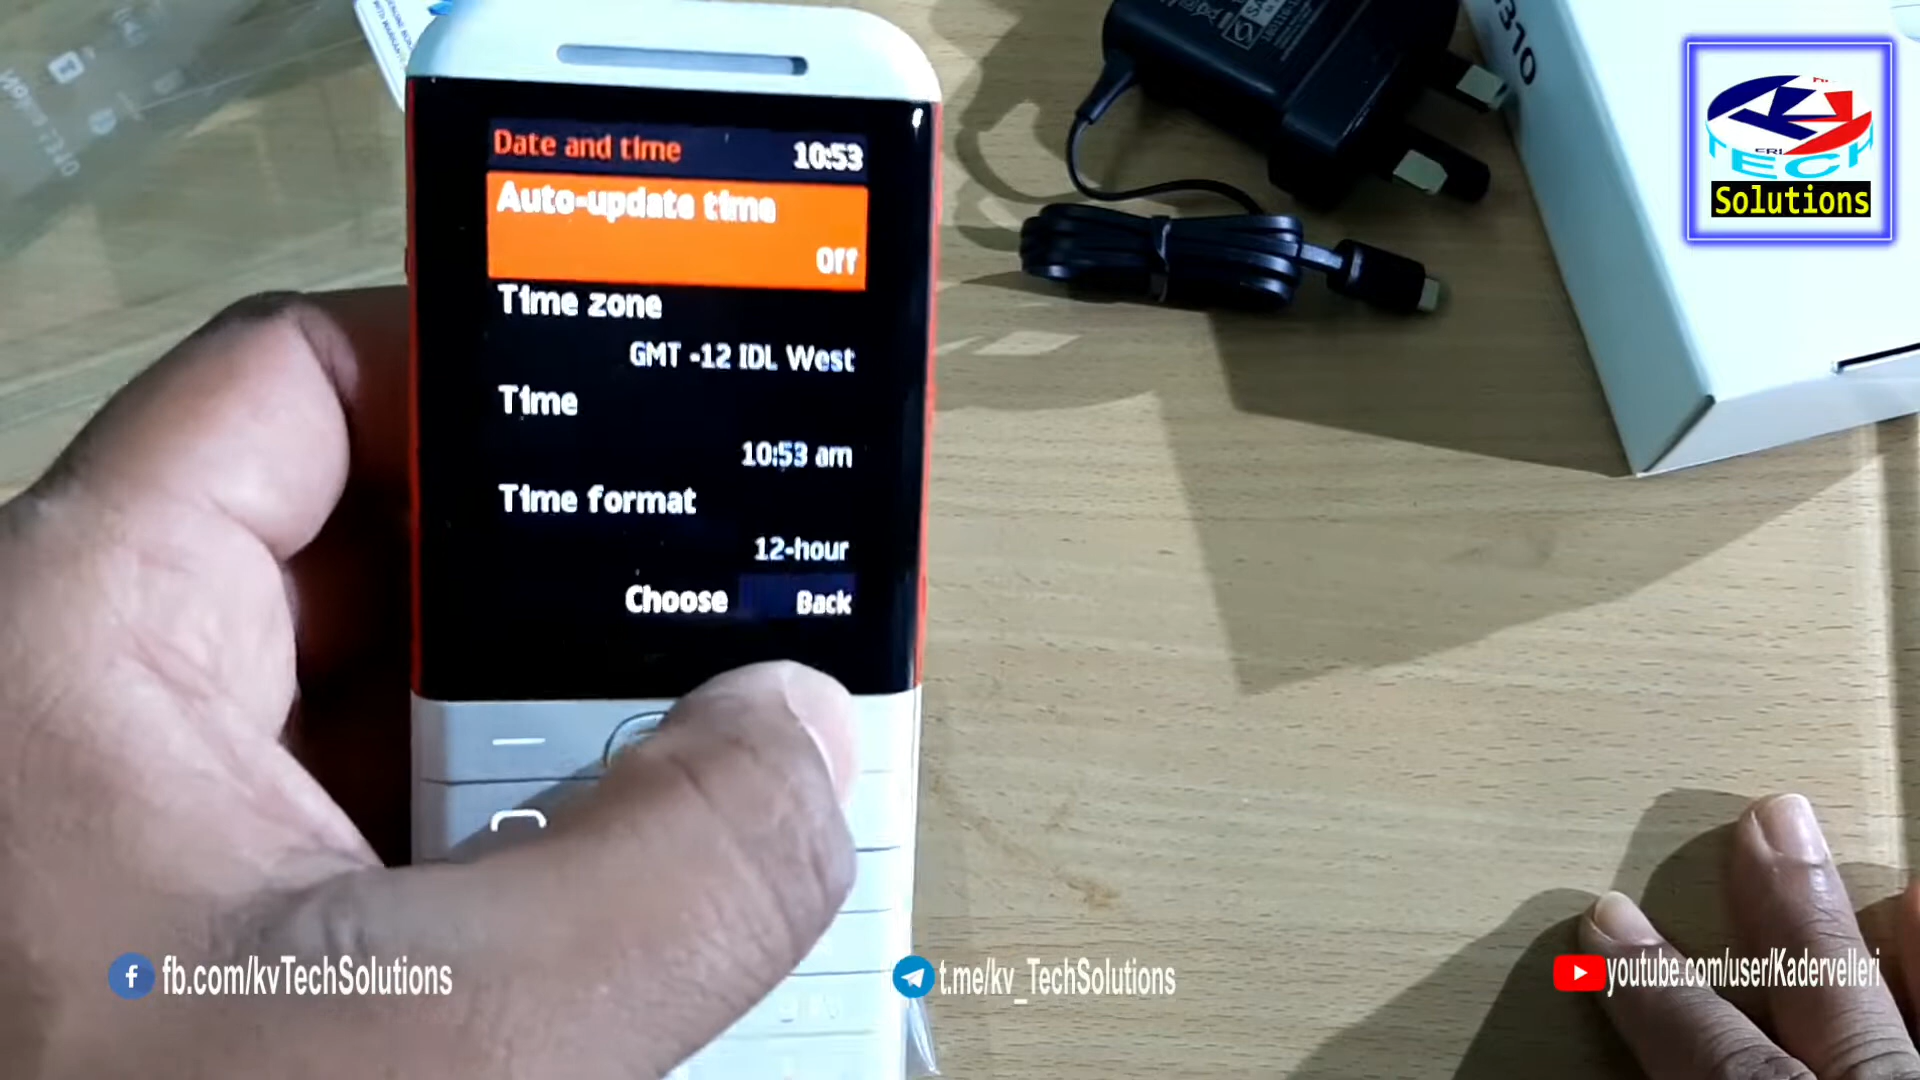 Date and time
10:53
Auto-update time
Off
Time zone
GMT -12 IDL West
Time
10:53 am
Time format
12-hour
Choose
Back
TECH
Solutions
fb.com/kvTechSolutions
t.me/kv_TechSolutions
youtube.com/user/Kadervelleri